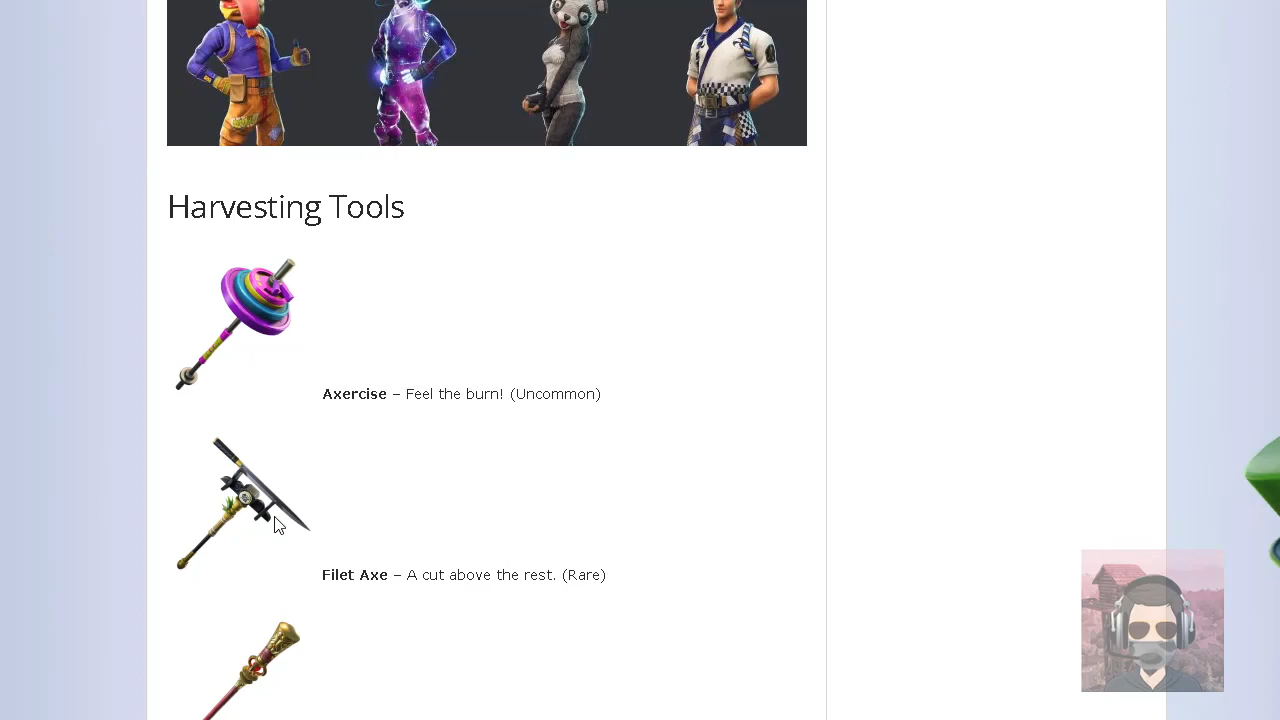 Harvesting Tools
Axercise – Feel the burn! (Uncommon)
Filet Axe – A cut above the rest. (Rare)